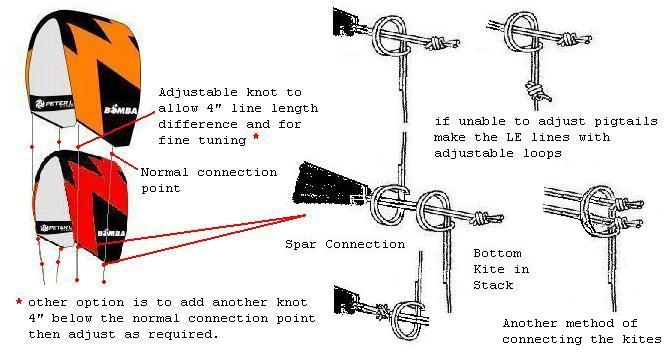 PETER L
BOMBA
Adjustable knot to
allow 4" line length
difference and for
fine tuning *
Normal connection
point
if unable to adjust pigtails
make the LE lines with
adjustable loops
PETER L
BOMBA
Spar Connection
Bottom
Kite in
Stack
* other option is to add another knot
4" below the normal connection point
then adjust as required.
Another method of
connecting the kites